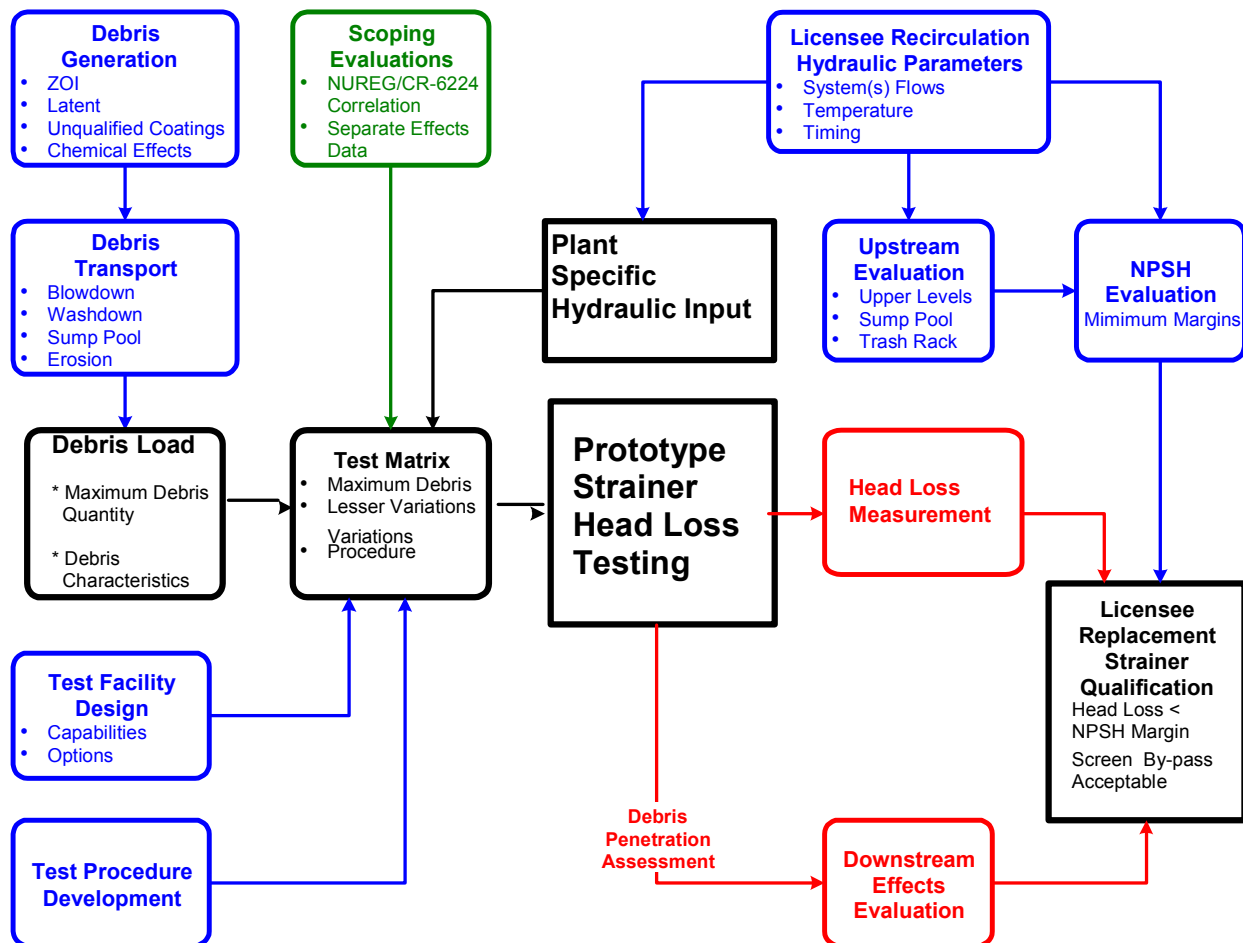 Debris
Generation
• ZOI
• Latent
• Unqualified Coatings
• Chemical Effects
Scoping
Evaluations
• NUREG/CR-6224
Correlation
• Separate Effects
Data
Licensee Recirculation
Hydraulic Parameters
• System(s) Flows
• Temperature
• Timing
Debris
Transport
• Blowdown
• Washdown
• Sump Pool
• Erosion
Plant
Specific
Hydraulic Input
Upstream
Evaluation
• Upper Levels
• Sump Pool
• Trash Rack
NPSH
Evaluation
Mimimum Margins
Debris Load
* Maximum Debris
Quantity
* Debris
Characteristics
Test Matrix
• Maximum Debris
• Lesser Variations
Variations
• Procedure
Prototype
Strainer
Head Loss
Testing
Head Loss
Measurement
Licensee
Replacement
Strainer
Qualification
Head Loss <
NPSH Margin
Screen By-pass
Acceptable
Test Facility
Design
• Capabilities
• Options
Test Procedure
Development
Debris
Penetration
Assessment
Downstream
Effects
Evaluation